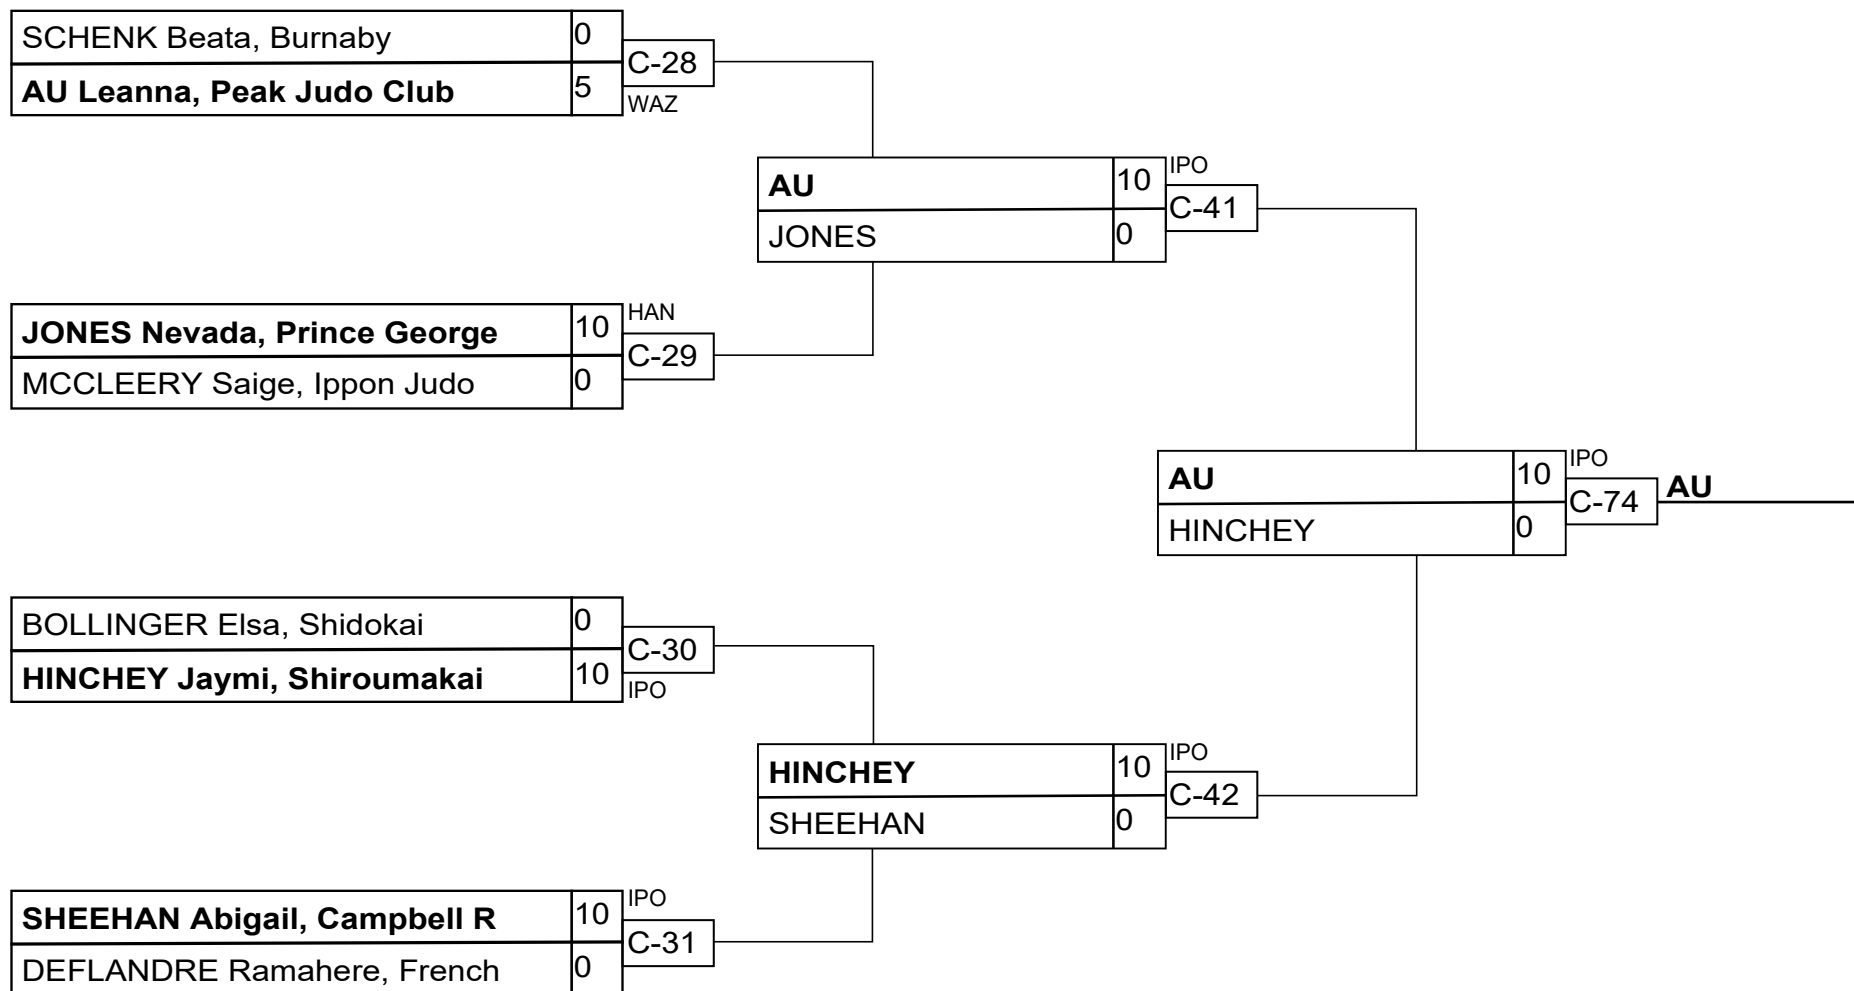 SCHENK Beata, Burnaby 0
C-28
AU Leanna, Peak Judo Club 5
WAZ
AU 10 IPO
C-41
JONES 0
JONES Nevada, Prince George 10 HAN
C-29
MCCLEERY Saige, Ippon Judo 0
AU 10 IPO
C-74 AU
HINCHEY 0
BOLLINGER Elsa, Shidokai 0
C-30
HINCHEY Jaymi, Shiroumakai 10
IPO
HINCHEY 10 IPO
C-42
SHEEHAN 0
SHEEHAN Abigail, Campbell R 10 IPO
C-31
DEFLANDRE Ramahere, French 0